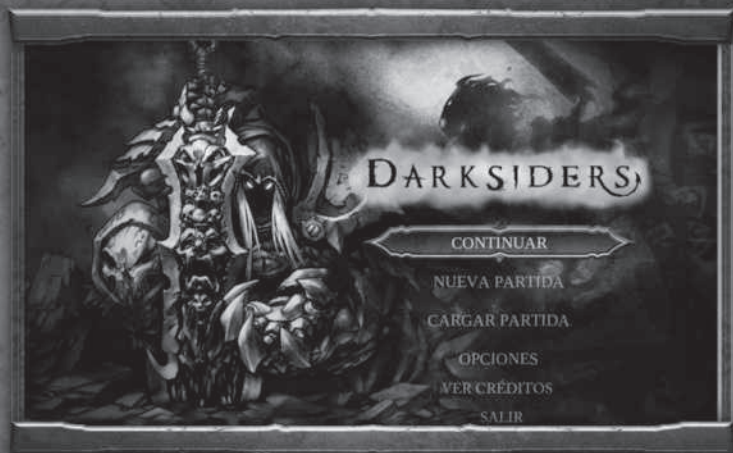 DARKSIDERS
CONTINUAR
NUEVA PARTIDA
CARGAR PARTIDA
OPCIONES
VER CRÉDITOS
SALIR